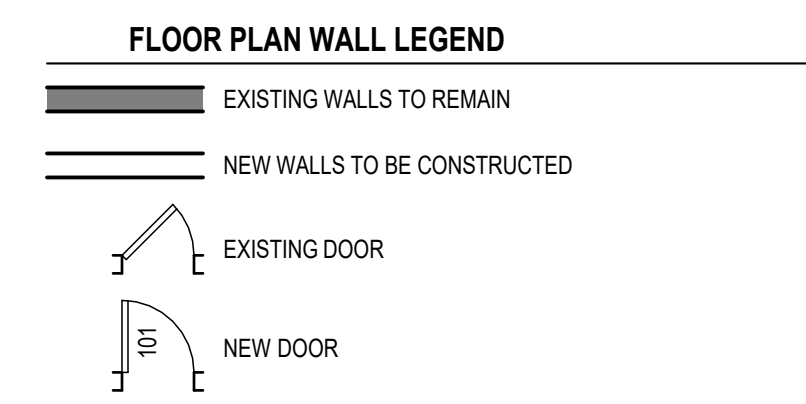 FLOOR PLAN WALL LEGEND
EXISTING WALLS TO REMAIN
NEW WALLS TO BE CONSTRUCTED
EXISTING DOOR
101
NEW DOOR